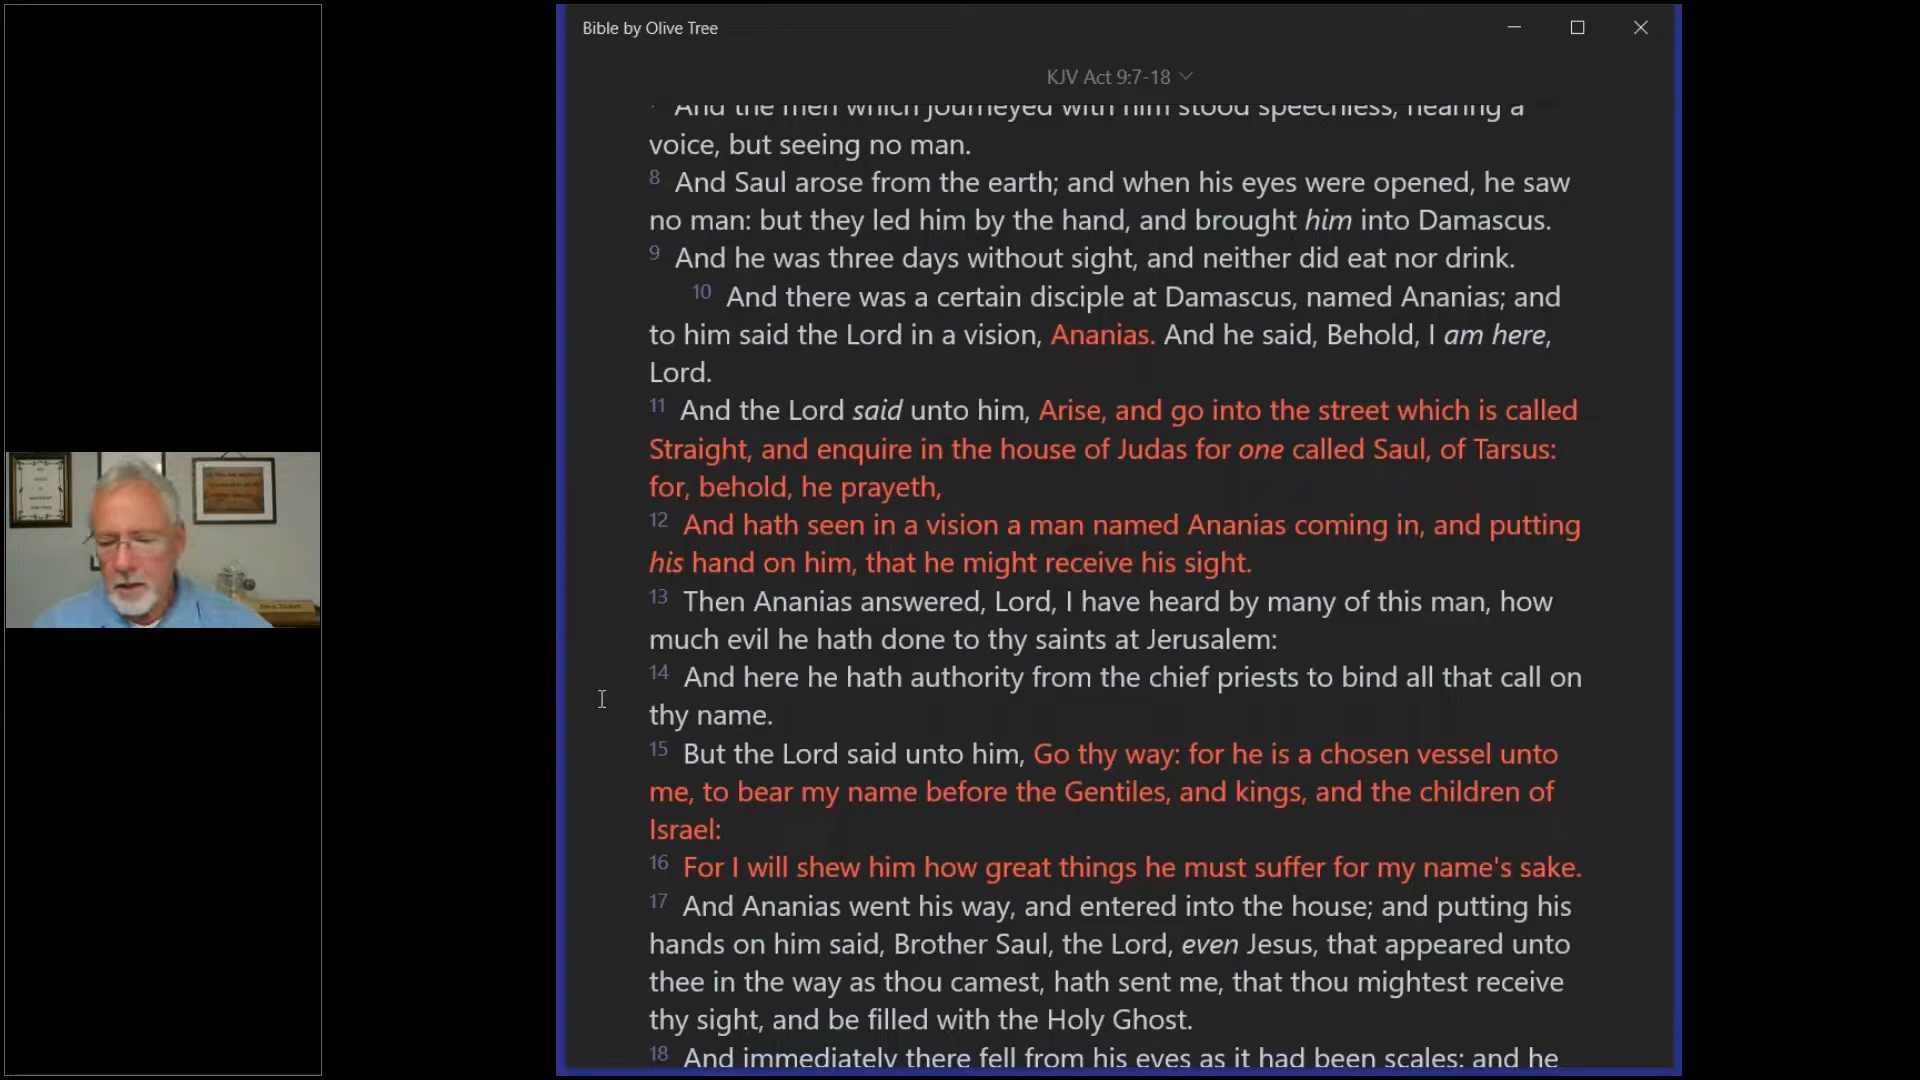 Bible by Olive Tree
KJV Act 9:7-18
And the men which journeyed with him stood speechless, hearing a
voice, but seeing no man.
8 And Saul arose from the earth; and when his eyes were opened, he saw
no man: but they led him by the hand, and brought him into Damascus.
9 And he was three days without sight, and neither did eat nor drink.
10 And there was a certain disciple at Damascus, named Ananias; and
to him said the Lord in a vision, Ananias. And he said, Behold, I am here,
Lord.
11 And the Lord said unto him, Arise, and go into the street which is called
Straight, and enquire in the house of Judas for one called Saul, of Tarsus:
for, behold, he prayeth,
12 And hath seen in a vision a man named Ananias coming in, and putting
his hand on him, that he might receive his sight.
13 Then Ananias answered, Lord, I have heard by many of this man, how
much evil he hath done to thy saints at Jerusalem:
14 And here he hath authority from the chief priests to bind all that call on
thy name.
15 But the Lord said unto him, Go thy way: for he is a chosen vessel unto
me, to bear my name before the Gentiles, and kings, and the children of
Israel:
16 For I will shew him how great things he must suffer for my name's sake.
17 And Ananias went his way, and entered into the house; and putting his
hands on him said, Brother Saul, the Lord, even Jesus, that appeared unto
thee in the way as thou camest, hath sent me, that thou mightest receive
thy sight, and be filled with the Holy Ghost.
18 And immediately there fell from his eyes as it had been scales: and he